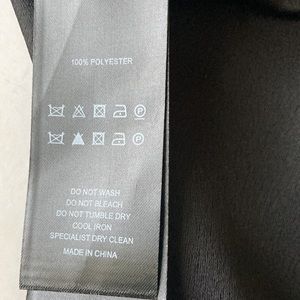 100% POLYESTER
DO NOT WASH
DO NOT BLEACH
DO NOT TUMBLE DRY
COOL IRON
SPECIALIST DRY CLEAN
MADE IN CHINA